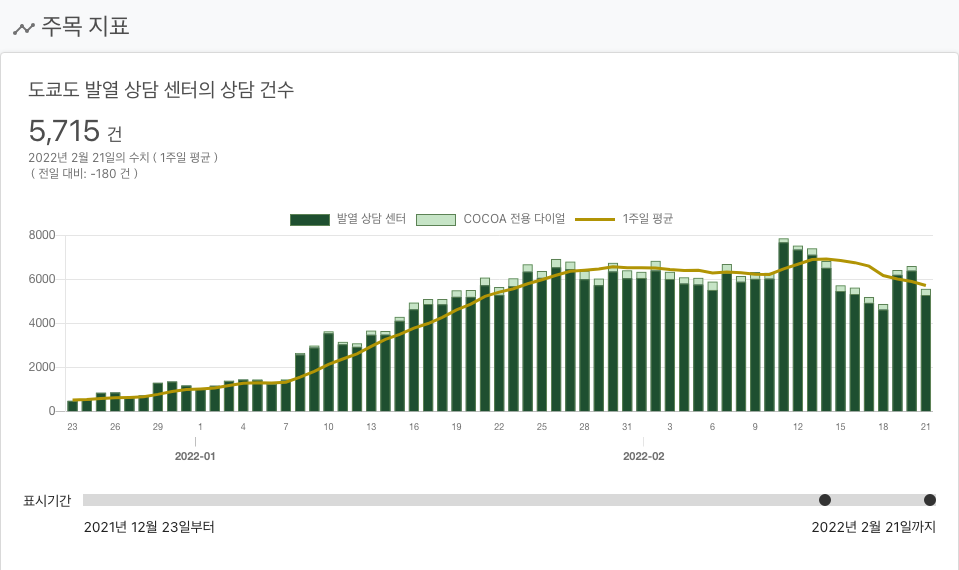 주목 지표
도쿄도 발열 상담 센터의 상담 건수
5,715 건
2022년 2월 21일의 수치 ( 1주일 평균 )
( 전일 대비: -180 건 )
발열 상담 센터 COCOA 전용 다이얼 1주일 평균
8000
6000
4000
2000
0
23 26 29 1 4 7 10 13 16 19 22 25 28 31 3 6 9 12 15 18 21
2022-01 2022-02
표시기간
2021년 12월 23일부터 2022년 2월 21일까지